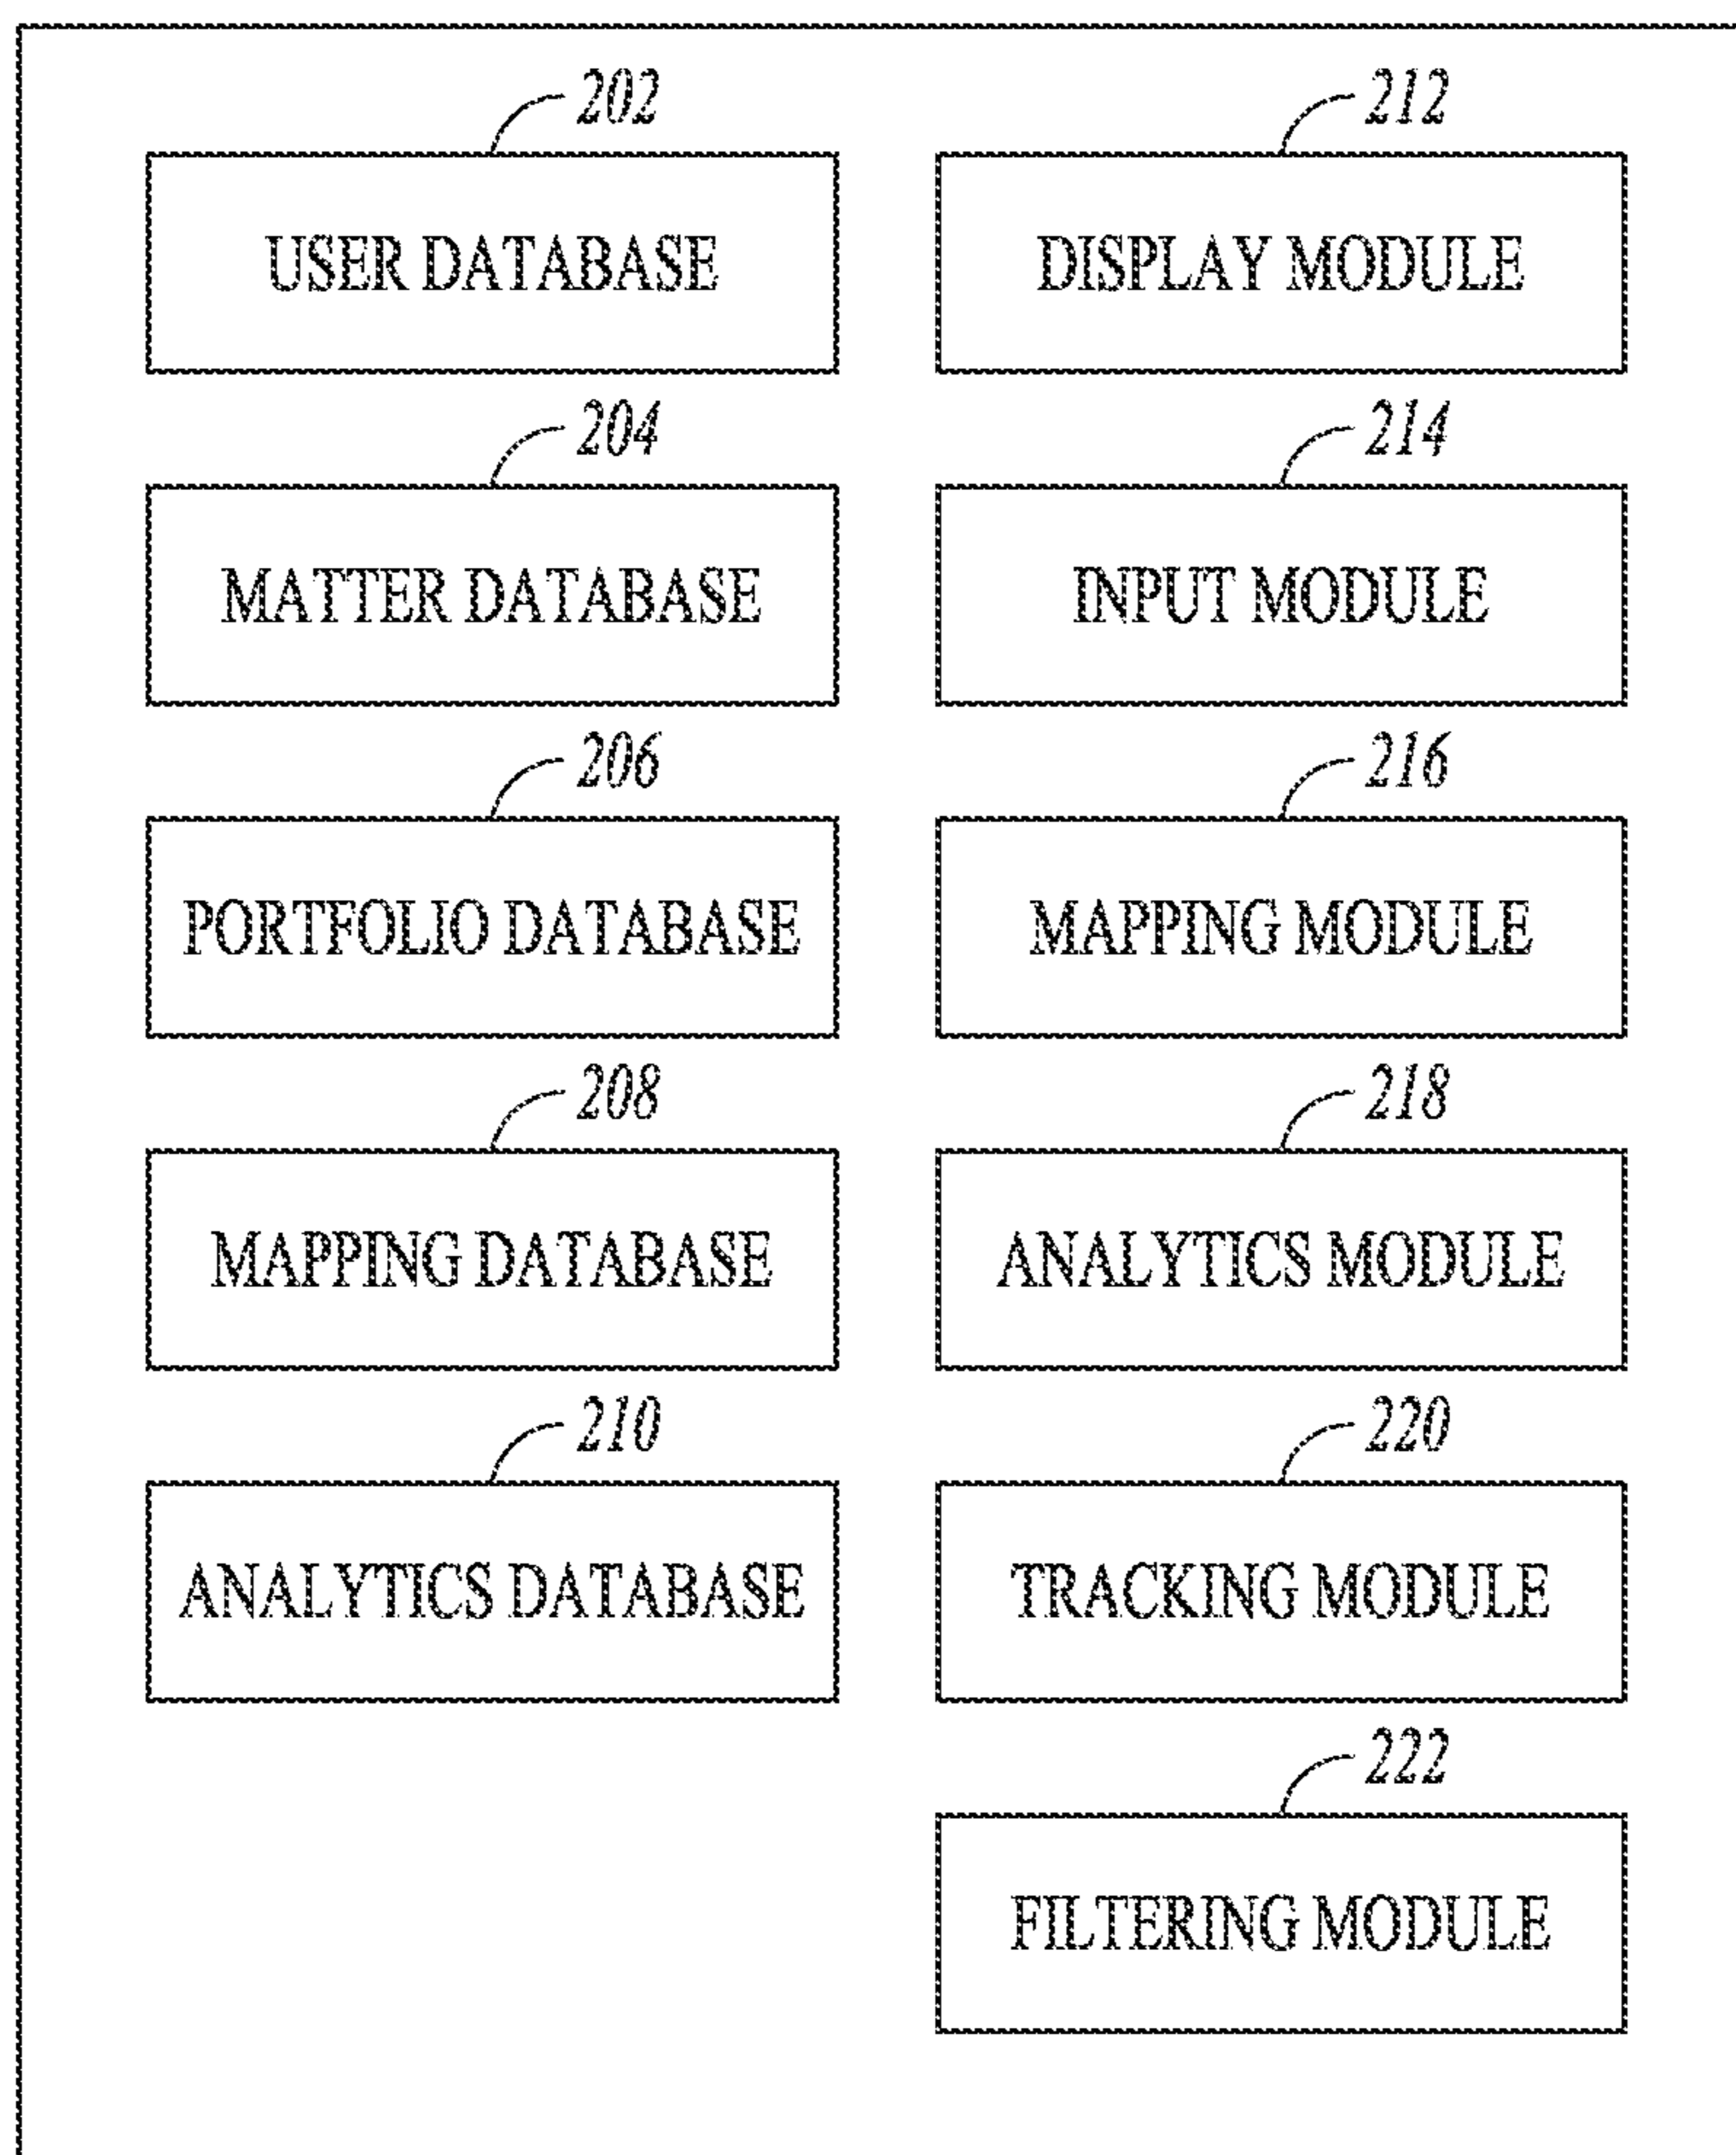 202
USER DATABASE
212
DISPLAY MODULE
204
MATTER DATABASE
214
INPUT MODULE
206
PORTFOLIO DATABASE
216
MAPPING MODULE
208
MAPPING DATABASE
218
ANALYTICS MODULE
210
ANALYTICS DATABASE
220
TRACKING MODULE
222
FILTERING MODULE